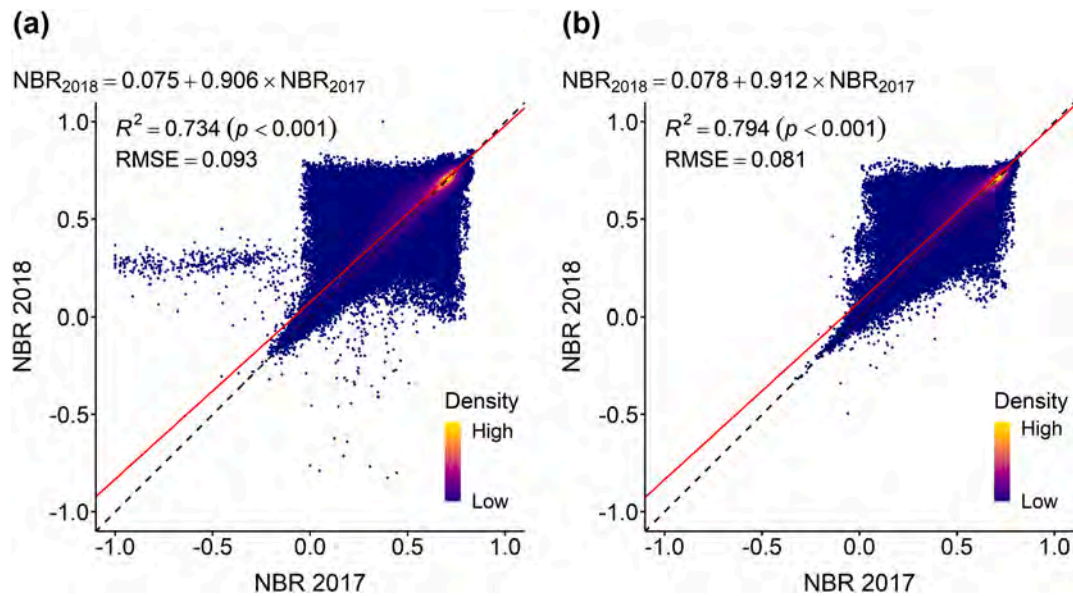 (a)
NBR2018 = 0.075 + 0.906 × NBR2017
R² = 0.734 (p < 0.001)
RMSE = 0.093
1.0
0.5
0.0
-0.5
-1.0
NBR 2018
Density
High
Low
-1.0 -0.5 0.0 0.5 1.0
NBR 2017
(b)
NBR2018 = 0.078 + 0.912 × NBR2017
R² = 0.794 (p < 0.001)
RMSE = 0.081
1.0
0.5
0.0
-0.5
-1.0
NBR 2018
Density
High
Low
-1.0 -0.5 0.0 0.5 1.0
NBR 2017